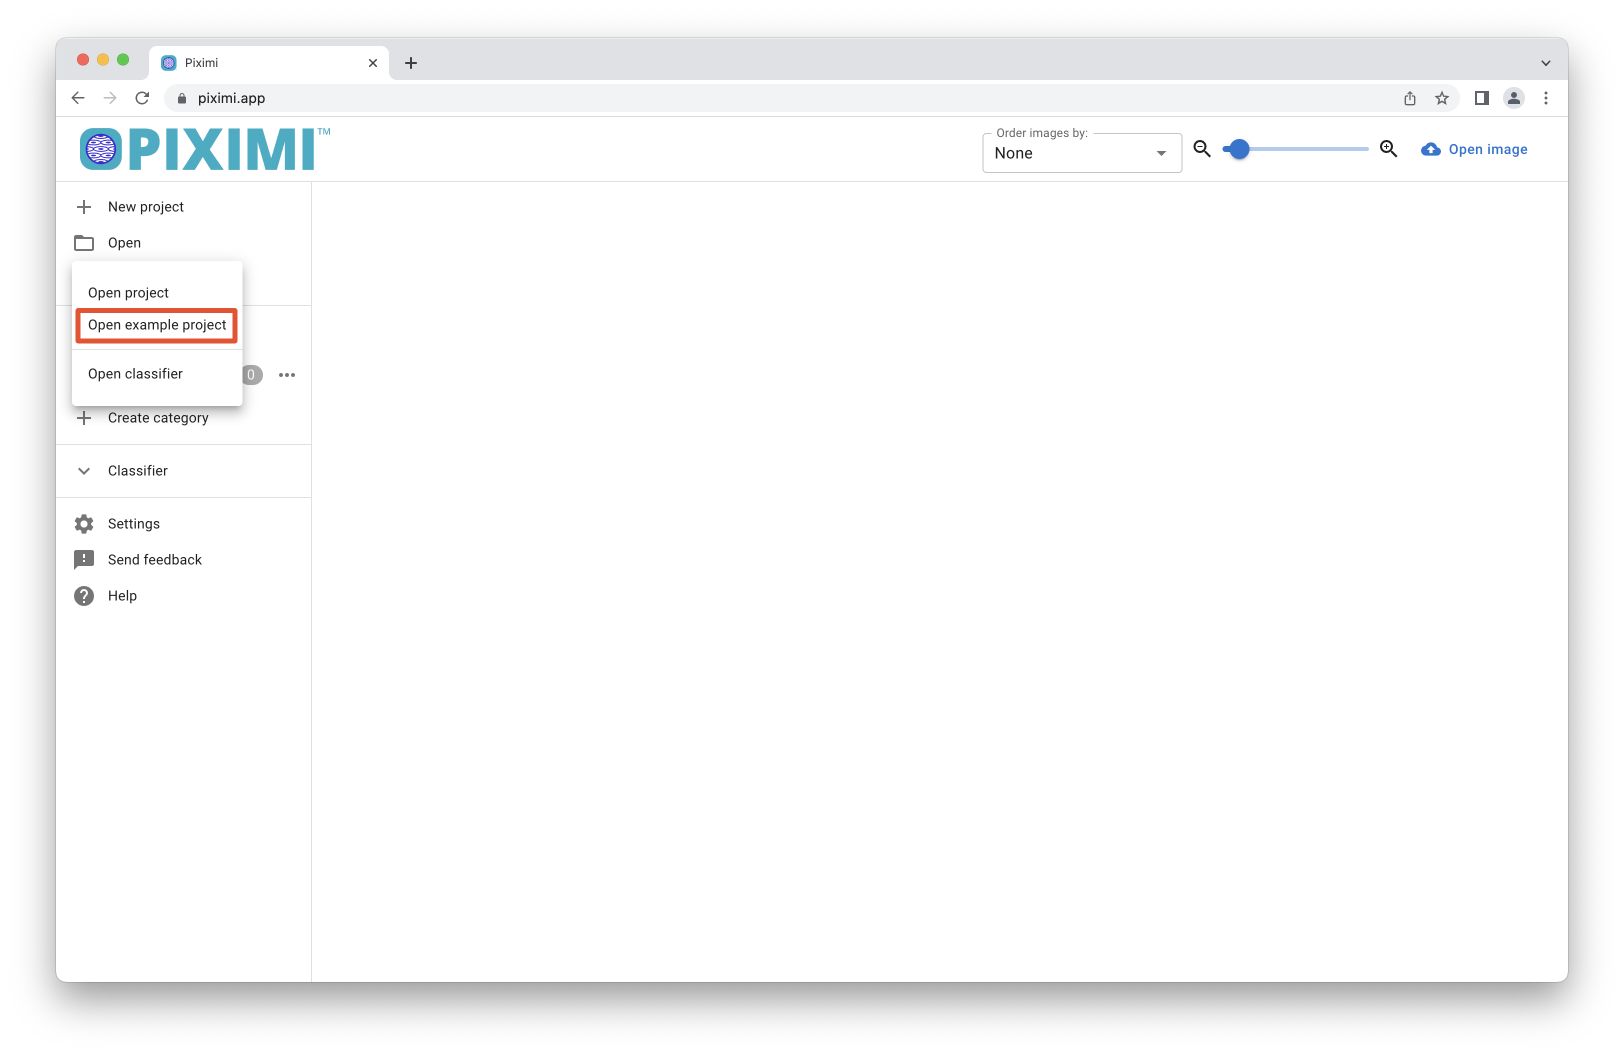 Piximi
piximi.app
PIXIMI™
Order images by:
None
Open image
New project
Open
Open project
Open example project
Open classifier
0
Create category
Classifier
Settings
Send feedback
Help